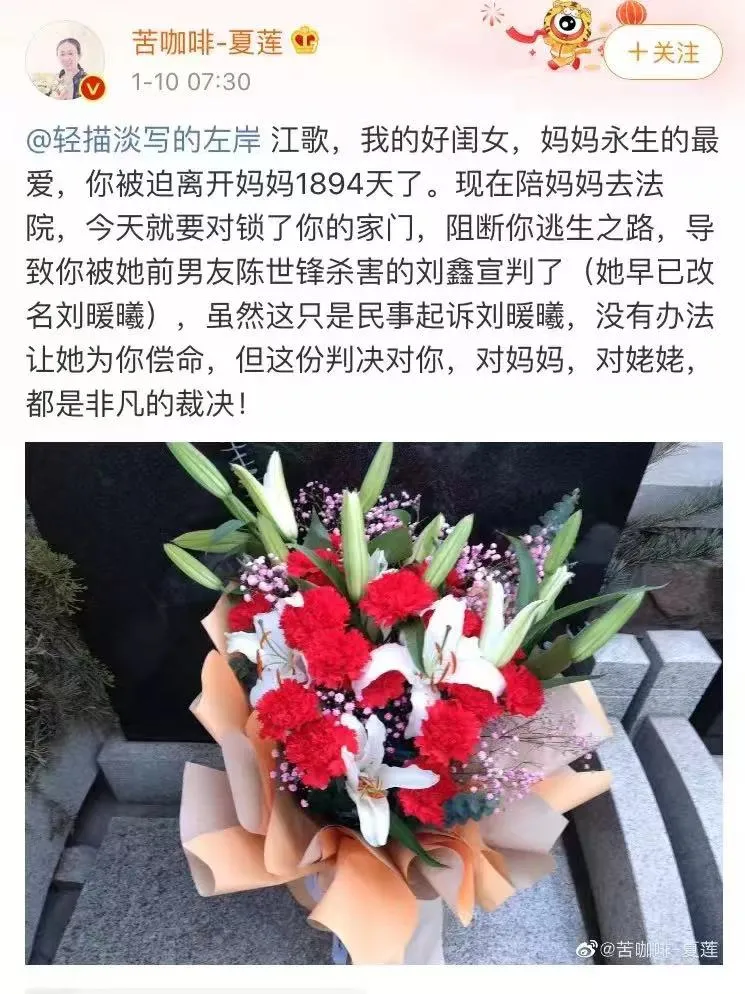 苦咖啡-夏莲
1-10 07:30
+关注
@轻描淡写的左岸 江歌，我的好闺女，妈妈永生的最
爱，你被迫离开妈妈1894天了。现在陪妈妈去法
院，今天就要对锁了你的家门，阻断你逃生之路，导
致你被她前男友陈世锋杀害的刘鑫宣判了（她早已改
名刘暖曦），虽然这只是民事起诉刘暖曦，没有办法
让她为你偿命，但这份判决对你，对妈妈，对姥姥，
都是非凡的裁决！
@苦咖啡-夏莲